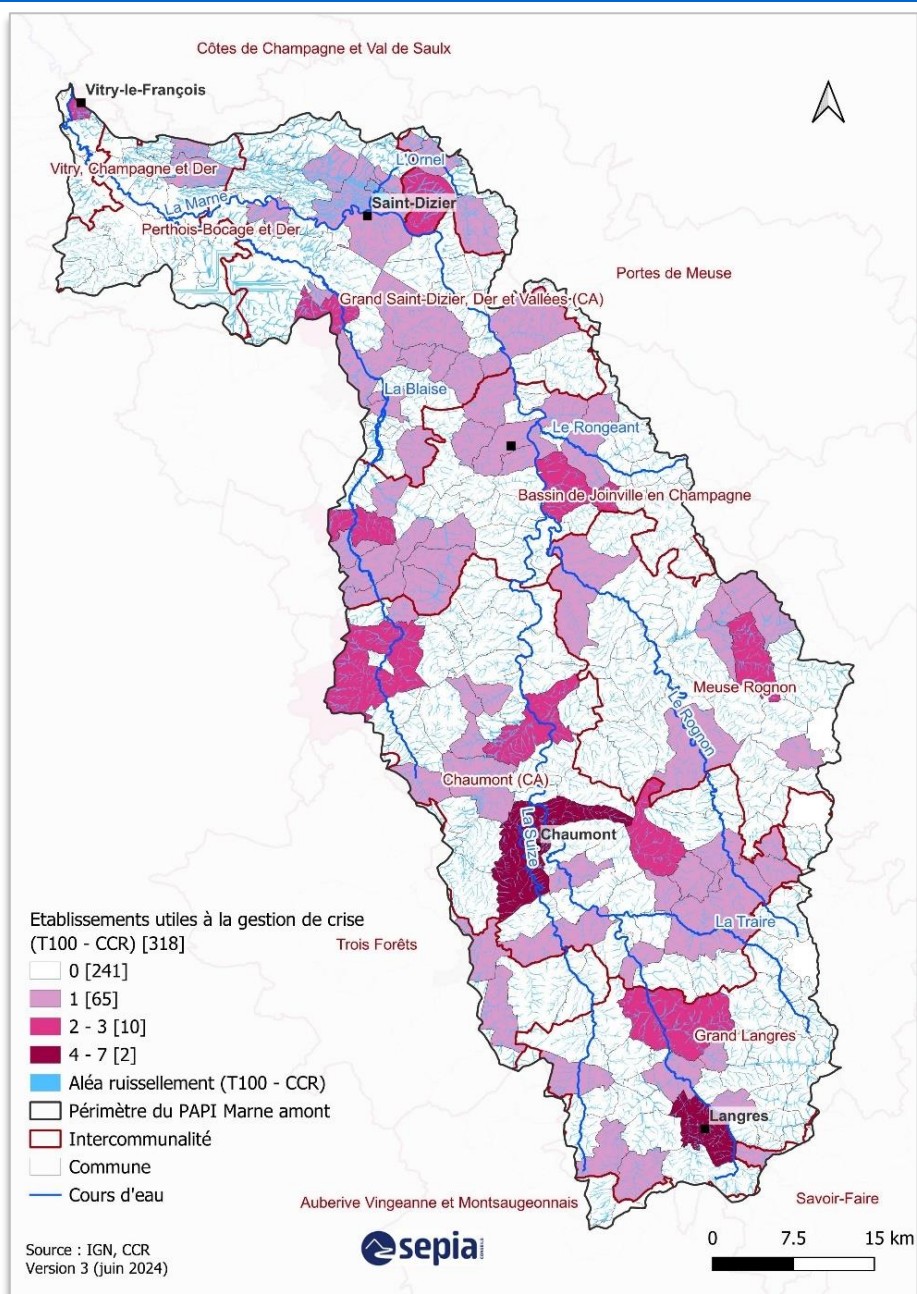 Côtes de Champagne et Val de Saulx
Vitry-le-François
Vitry, Champagne et Der
L'Ornel
La Marne
Saint-Dizier
Perthois-Bocage et Der
Portes de Meuse
Grand Saint-Dizier, Der et Vallées (CA)
La Blaise
Le Rongeant
Bassin de Joinville en Champagne
Meuse Rognon
Le Rognon
Chaumont (CA)
La Suize
Chaumont
La Traire
Trois Forêts
Grand Langres
Langres
Auberive Vingeanne et Montsaugeonnais
Savoir-Faire
Etablissements utiles à la gestion de crise
(T100 - CCR) [318]
0 [241]
1 [65]
2 - 3 [10]
4 - 7 [2]
Aléa ruissellement (T100 - CCR)
Périmètre du PAPI Marne amont
Intercommunalité
Commune
Cours d'eau
Source : IGN, CCR
Version 3 (juin 2024)
sepia
0 7.5 15 km